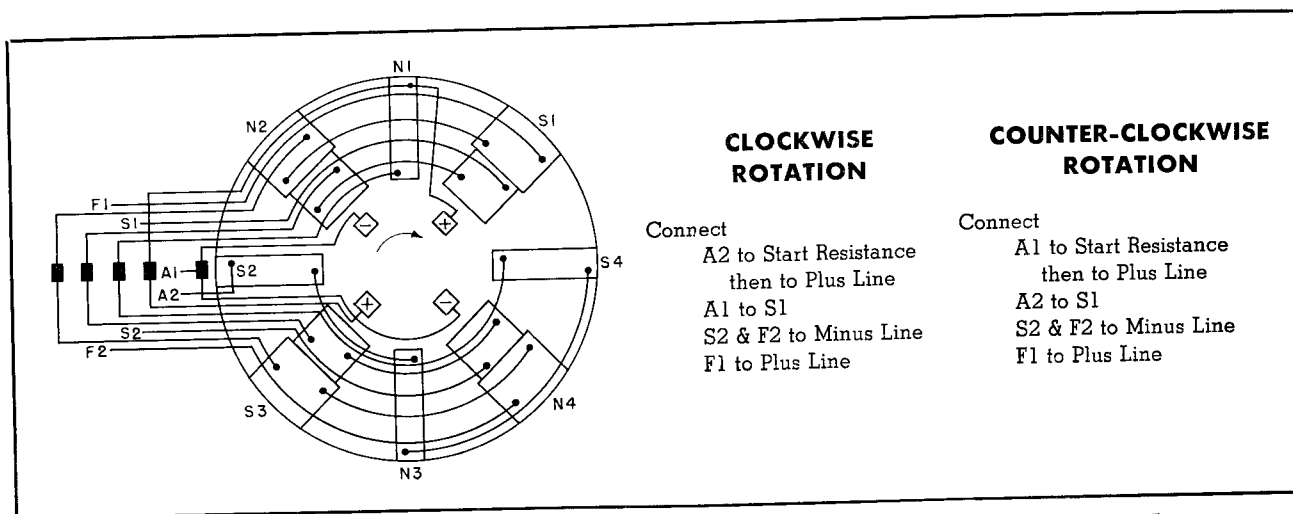 N1
S1
N2
F1
S1
A1
S2
A2
S2
F2
S3
N3
N4
S4
-
+
+
-
CLOCKWISE
ROTATION
Connect
A2 to Start Resistance
then to Plus Line
A1 to S1
S2 & F2 to Minus Line
F1 to Plus Line
COUNTER-CLOCKWISE
ROTATION
Connect
A1 to Start Resistance
then to Plus Line
A2 to S1
S2 & F2 to Minus Line
F1 to Plus Line